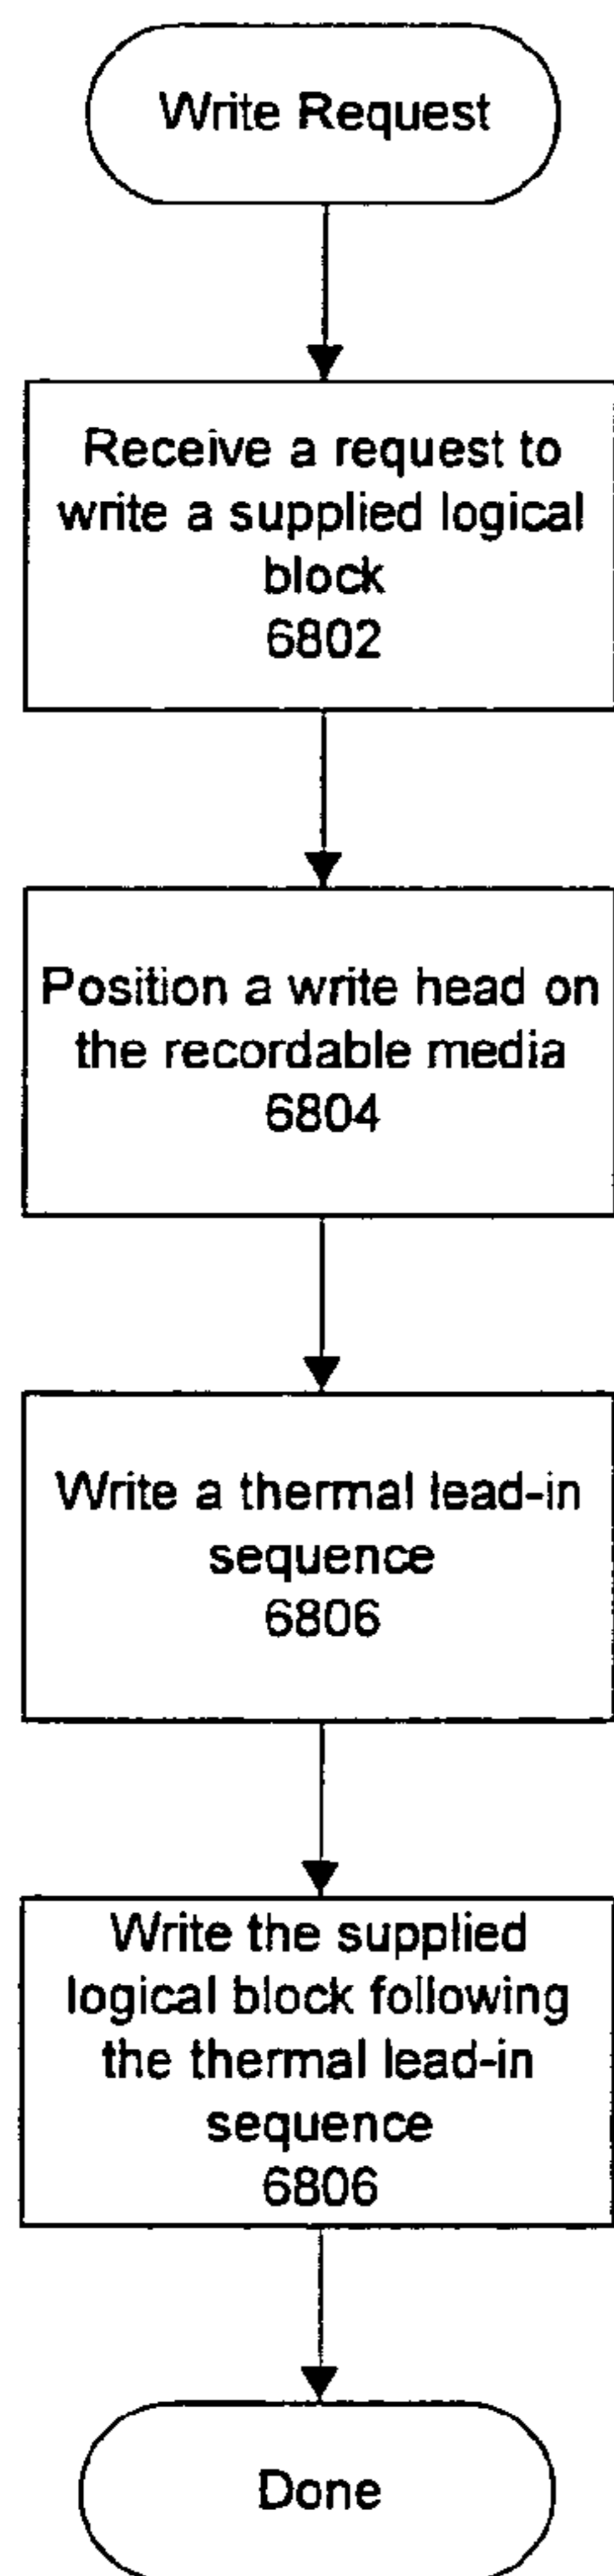 Write Request
Receive a request to
write a supplied logical
block
6802
Position a write head on
the recordable media
6804
Write a thermal lead-in
sequence
6806
Write the supplied
logical block following
the thermal lead-in
sequence
6806
Done